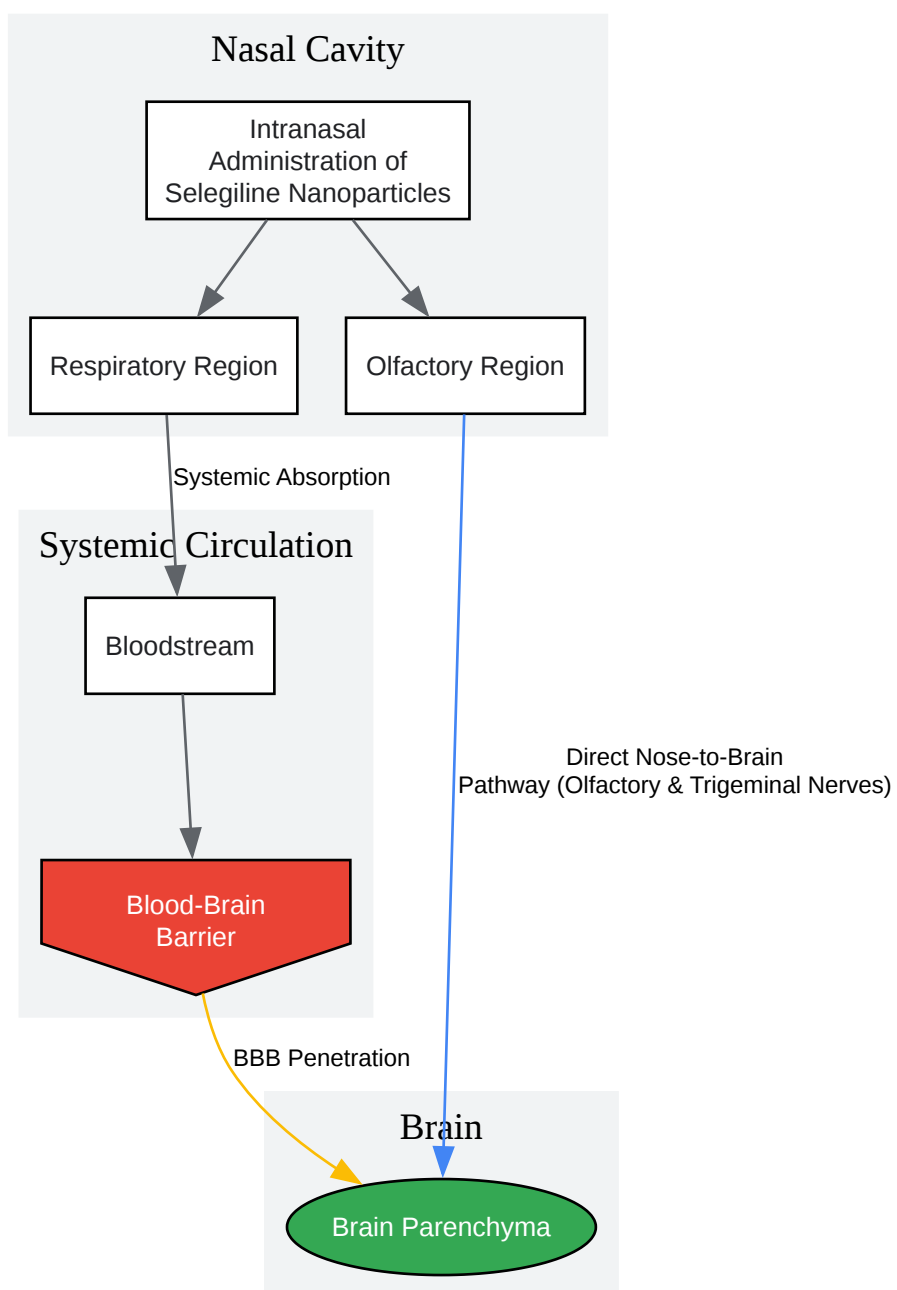 Nasal Cavity
Intranasal
Administration of
Selegiline Nanoparticles
Respiratory Region
Olfactory Region
Systemic Absorption
Systemic Circulation
Bloodstream
Direct Nose-to-Brain
Pathway (Olfactory & Trigeminal Nerves)
Blood-Brain
Barrier
BBB Penetration
Brain
Brain Parenchyma